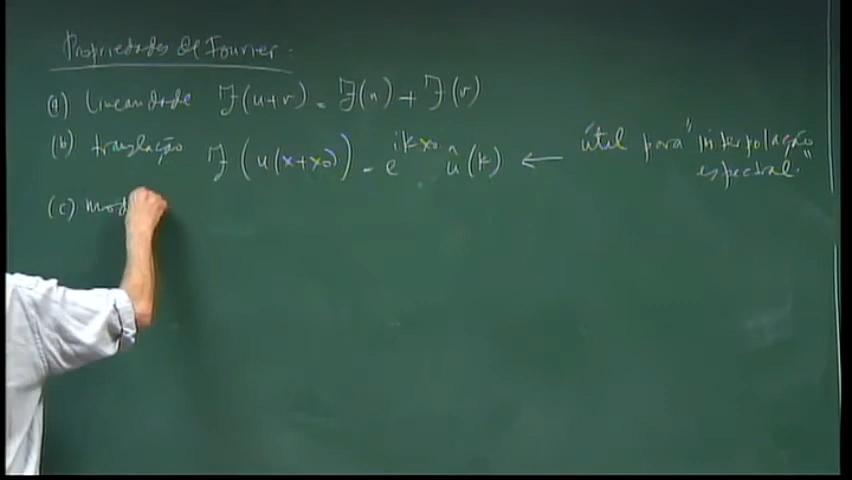 Propriedades de Fourier.
(a) linearidade F(u+v) = F(u) + F(v)
(b) translação F(u(x+x₀)) = e^{ikx₀} û(k) ← útil para "interpolação
espectral."
(c) mod